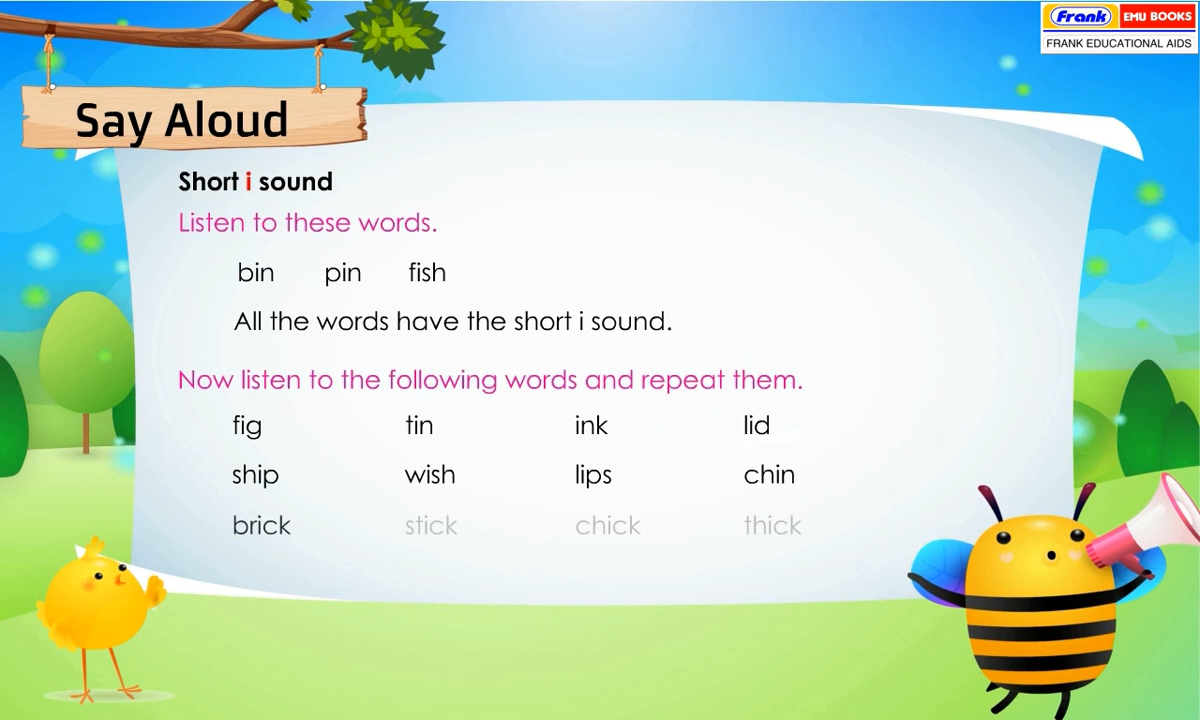 Frank EMU BOOKS
FRANK EDUCATIONAL AIDS
Say Aloud
Short i sound
Listen to these words.
bin pin fish
All the words have the short i sound.
Now listen to the following words and repeat them.
fig tin ink lid
ship wish lips chin
brick stick chick thick